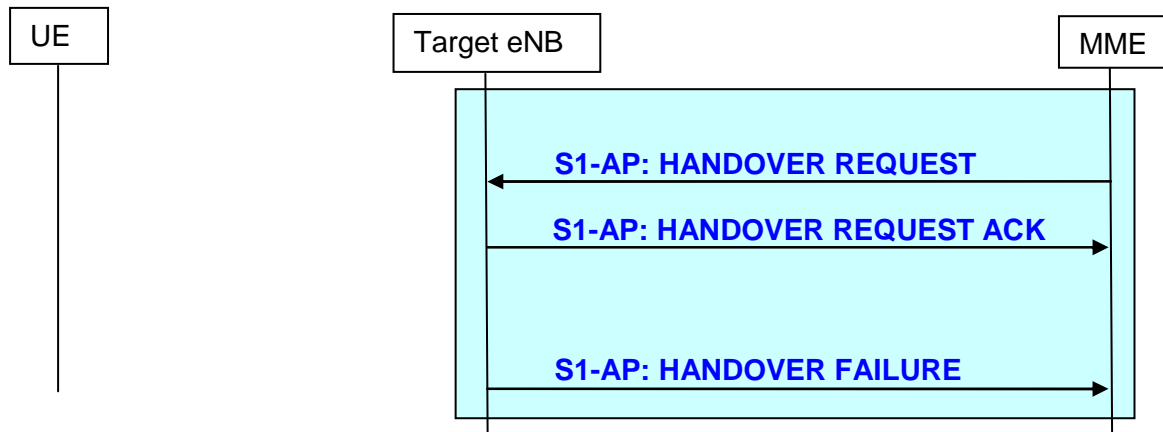 UE
Target eNB
MME
S1-AP: HANDOVER REQUEST
S1-AP: HANDOVER REQUEST ACK
S1-AP: HANDOVER FAILURE